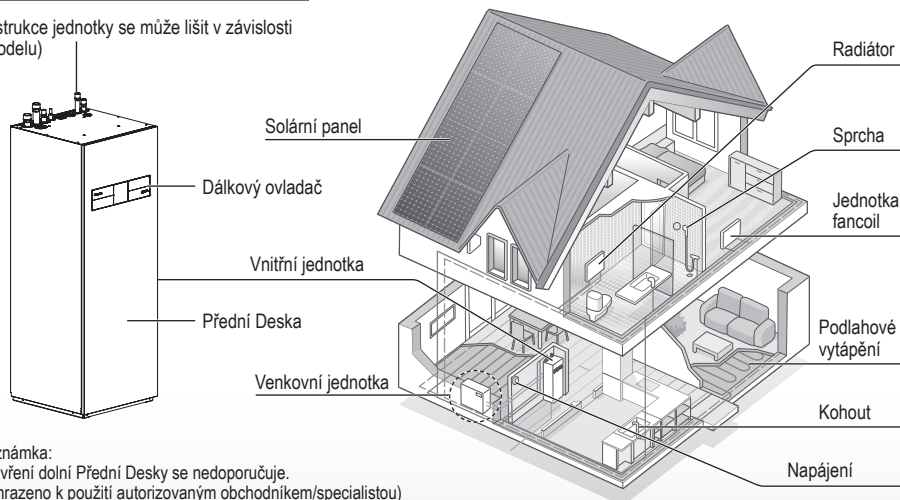 strukce jednotky se může lišit v závislosti
odelu)
Radiátor
Solární panel
Sprcha
Dálkový ovladač
Jednotka
fancoil
Vnitřní jednotka
Přední Deska
Podlahové
vytápění
Venkovní jednotka
Kohout
Napájení
známka:
vření dolní Přední Desky se nedoporučuje.
hrazeno k použití autorizovaným obchodníkem/specialistou)